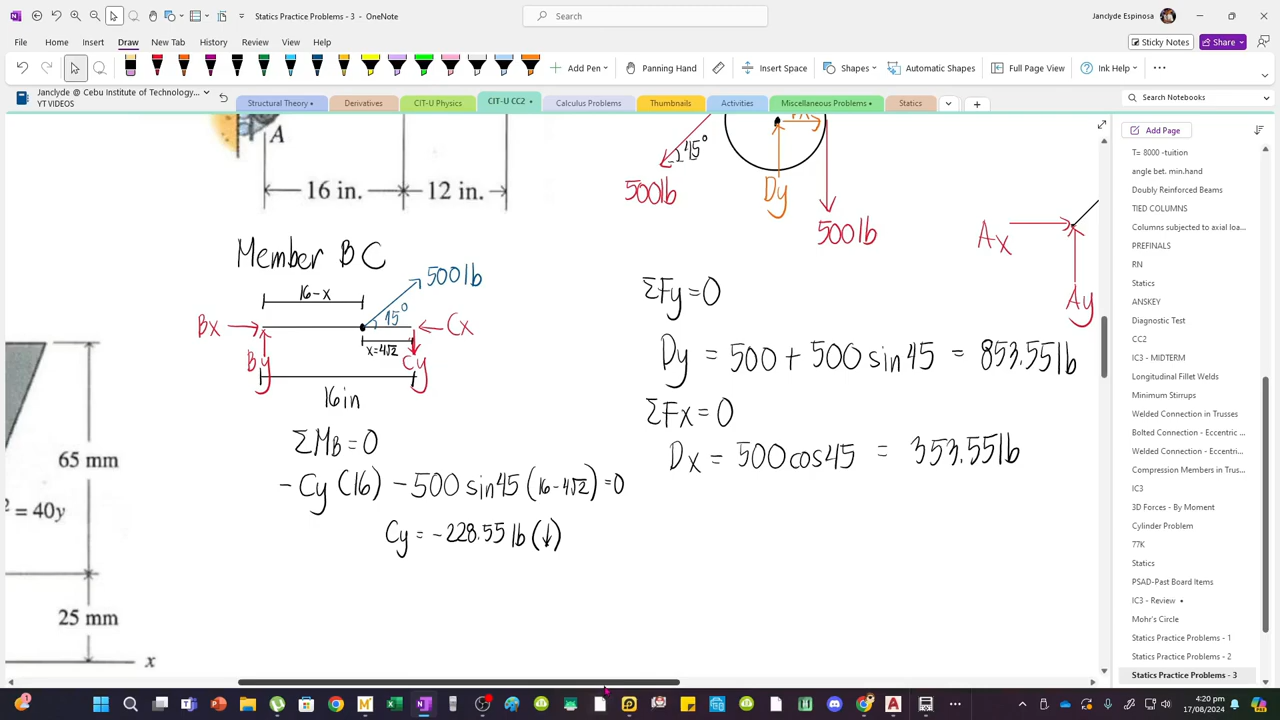 Statics Practice Problems - 3 - OneNote
Search
Janclyde Espinosa
File Home Insert Draw New Tab History Review View Help
Sticky Notes Share
Add Pen Panning Hand Insert Space Shapes Automatic Shapes Full Page View Ink Help
Janclyde @ Cebu Institute of Technology...
YT VIDEOS
Structural Theory Derivatives CIT-U Physics CIT-U CC2 Calculus Problems Thumbnails Activities Miscellaneous Problems Statics
Search Notebooks
Add Page
T= 8000 -tuition
angle bet. min.hand
Doubly Reinforced Beams
TIED COLUMNS
Columns subjected to axial loa...
PREFINALS
RN
Statics
ANSKEY
Diagnostic Test
CC2
IC3 - MIDTERM
Longitudinal Fillet Welds
Minimum Stirrups
Welded Connection in Trusses
Bolted Connection - Eccentric ...
Welded Connection - Eccentri...
Compression Members in Trus...
IC3
3D Forces - By Moment
Cylinder Problem
77K
Statics
PSAD-Past Board Items
IC3 - Review
Mohr's Circle
Statics Practice Problems - 1
Statics Practice Problems - 2
Statics Practice Problems - 3
A
16 in. 12 in.
Member BC
500lb
16-x
45°
Bx
Cx
x=4√2
By
Cy
16in
ΣMB=0
-Cy(16) -500sin45(16-4√2)=0
Cy = -228.55lb(↓)
45°
500lb
Dy
500lb
Ax
Ay
ΣFy=0
Dy = 500 + 500sin45 = 853.55lb
ΣFx=0
Dx = 500cos45 = 353.55lb
65 mm
² = 40y
25 mm
x
4:20 pm
17/08/2024